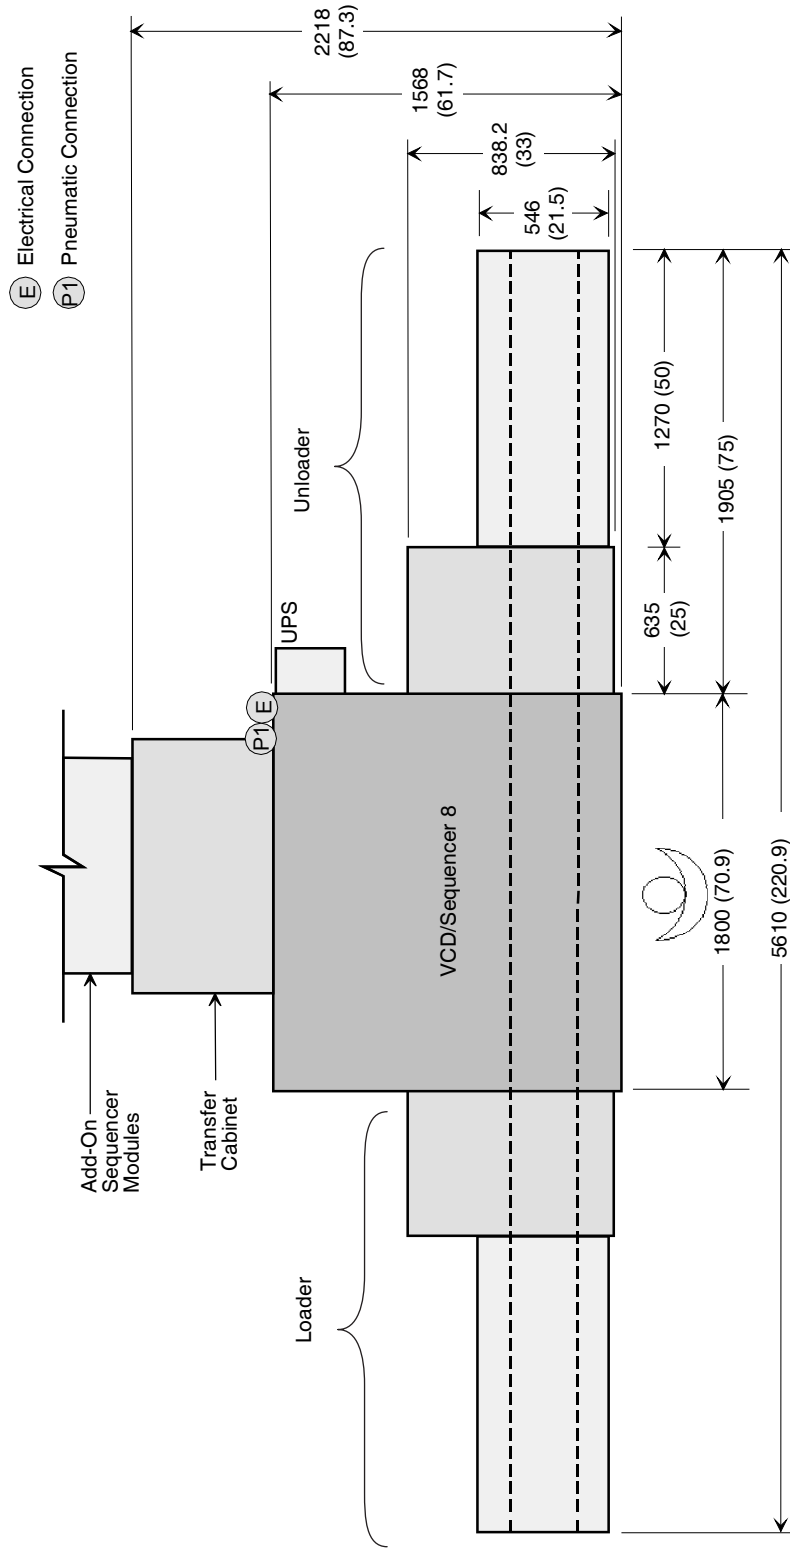 E Electrical Connection
P1 Pneumatic Connection
Add-On
Sequencer
Modules
Transfer
Cabinet
P1 E
UPS
Loader
Unloader
VCD/Sequencer 8
2218
(87.3)
1568
(61.7)
838.2
(33)
546
(21.5)
635
(25)
1270 (50)
1800 (70.9)
1905 (75)
5610 (220.9)